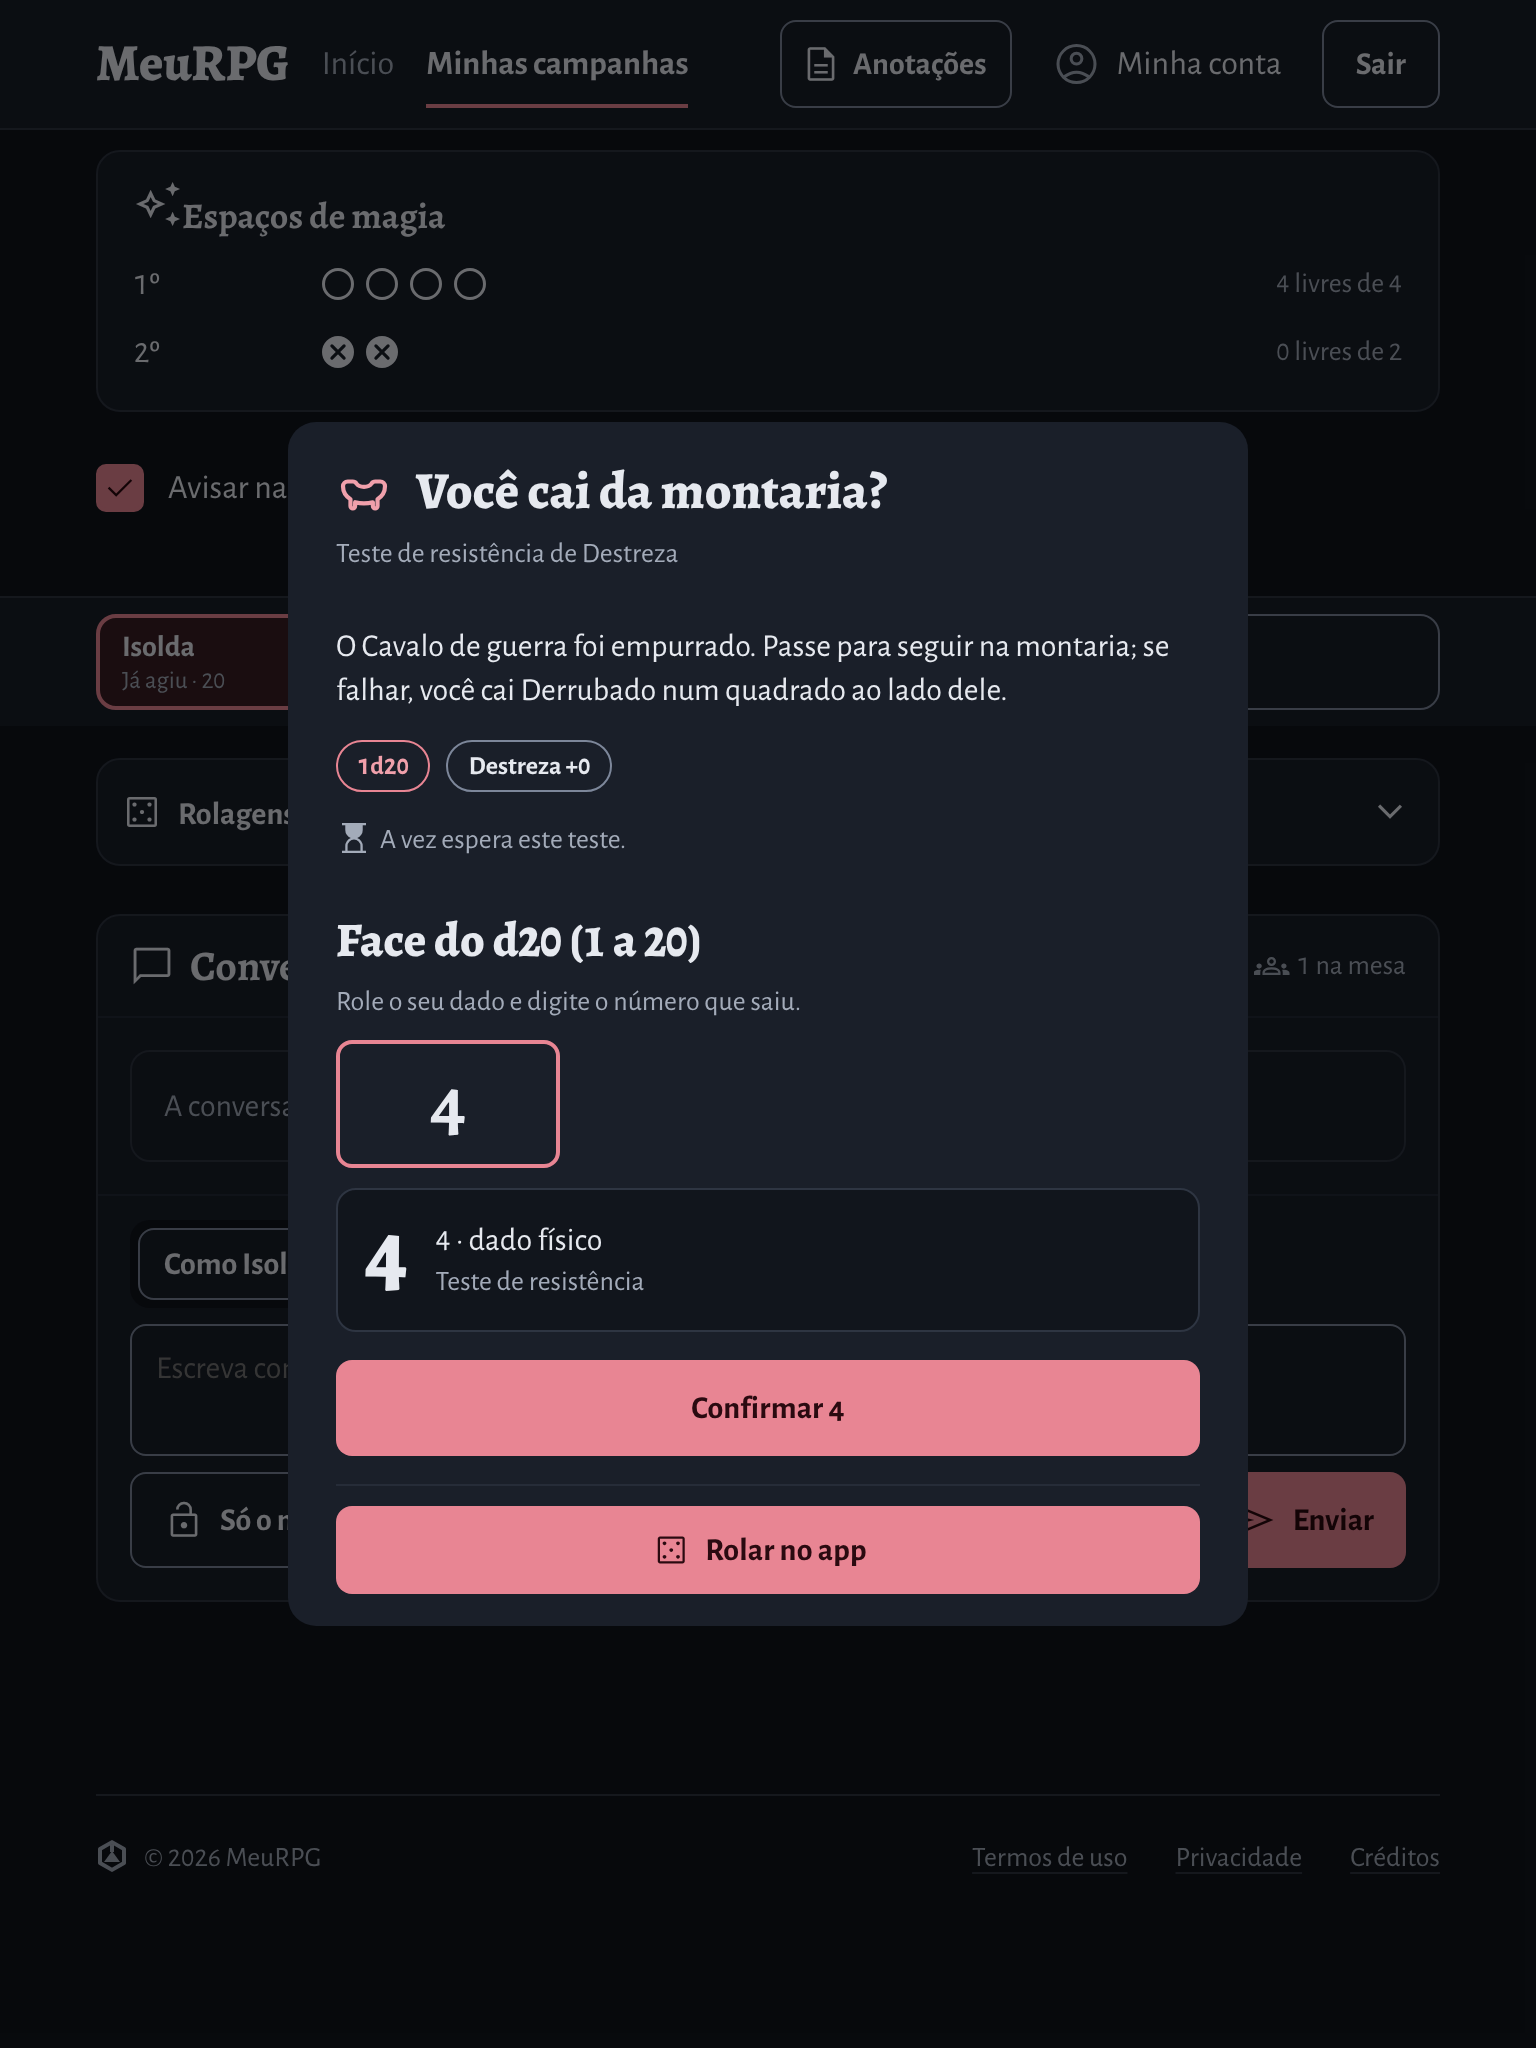 MeuRPG Início Minhas campanhas Anotações Minha conta Sair
Espaços de magia
1º 4 livres de 4
2º 0 livres de 2
Avisar na
Você cai da montaria?
Teste de resistência de Destreza
O Cavalo de guerra foi empurrado. Passe para seguir na montaria; se
falhar, você cai Derrubado num quadrado ao lado dele.
1d20 Destreza +0
A vez espera este teste.
Face do d20 (1 a 20)
Role o seu dado e digite o número que saiu.
4
4 4 · dado físico
Teste de resistência
Confirmar 4
Rolar no app
Isolda
Já agiu · 20
Rolagens
Conve
1 na mesa
A conversa
Como Isol
Escreva co
Só o
Enviar
© 2026 MeuRPG Termos de uso Privacidade Créditos